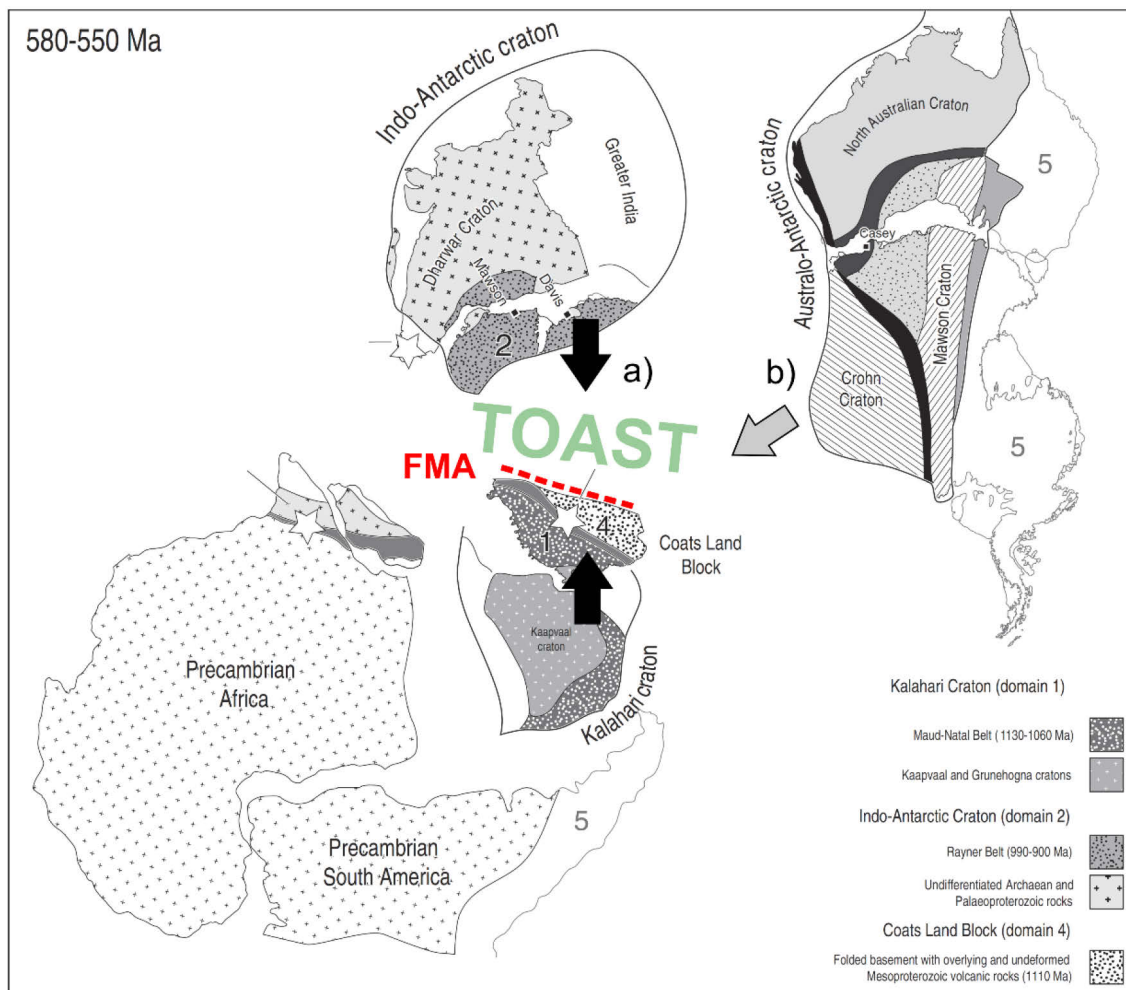 580-550 Ma
Indo-Antarctic craton
Greater India
Dharwar Craton
Mawson
Davis
2
a)
Australo-Antarctic craton
North Australian Craton
5
Casey
Mawson Craton
Crohn
Craton
b)
5
TOAST
FMA
4
1
Coats Land
Block
Kaapvaal
craton
Kalahari craton
Precambrian
Africa
Precambrian
South America
5
Kalahari Craton (domain 1)
Maud-Natal Belt (1130-1060 Ma)
Kaapvaal and Grunehogna cratons
Indo-Antarctic Craton (domain 2)
Rayner Belt (990-900 Ma)
Undifferentiated Archaean and
Palaeoproterozoic rocks
Coats Land Block (domain 4)
Folded basement with overlying and undeformed
Mesoproterozoic volcanic rocks (1110 Ma)